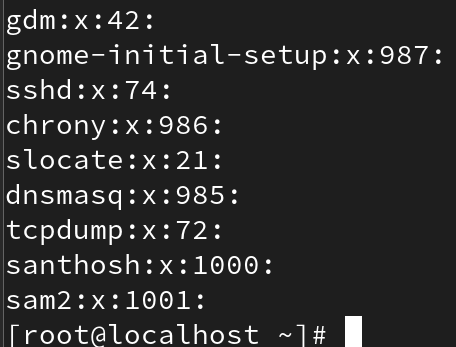 gdm:x:42:
gnome-initial-setup:x:987:
sshd:x:74:
chrony:x:986:
slocate:x:21:
dnsmasq:x:985:
tcpdump:x:72:
santhosh:x:1000:
sam2:x:1001:
[root@localhost ~]#